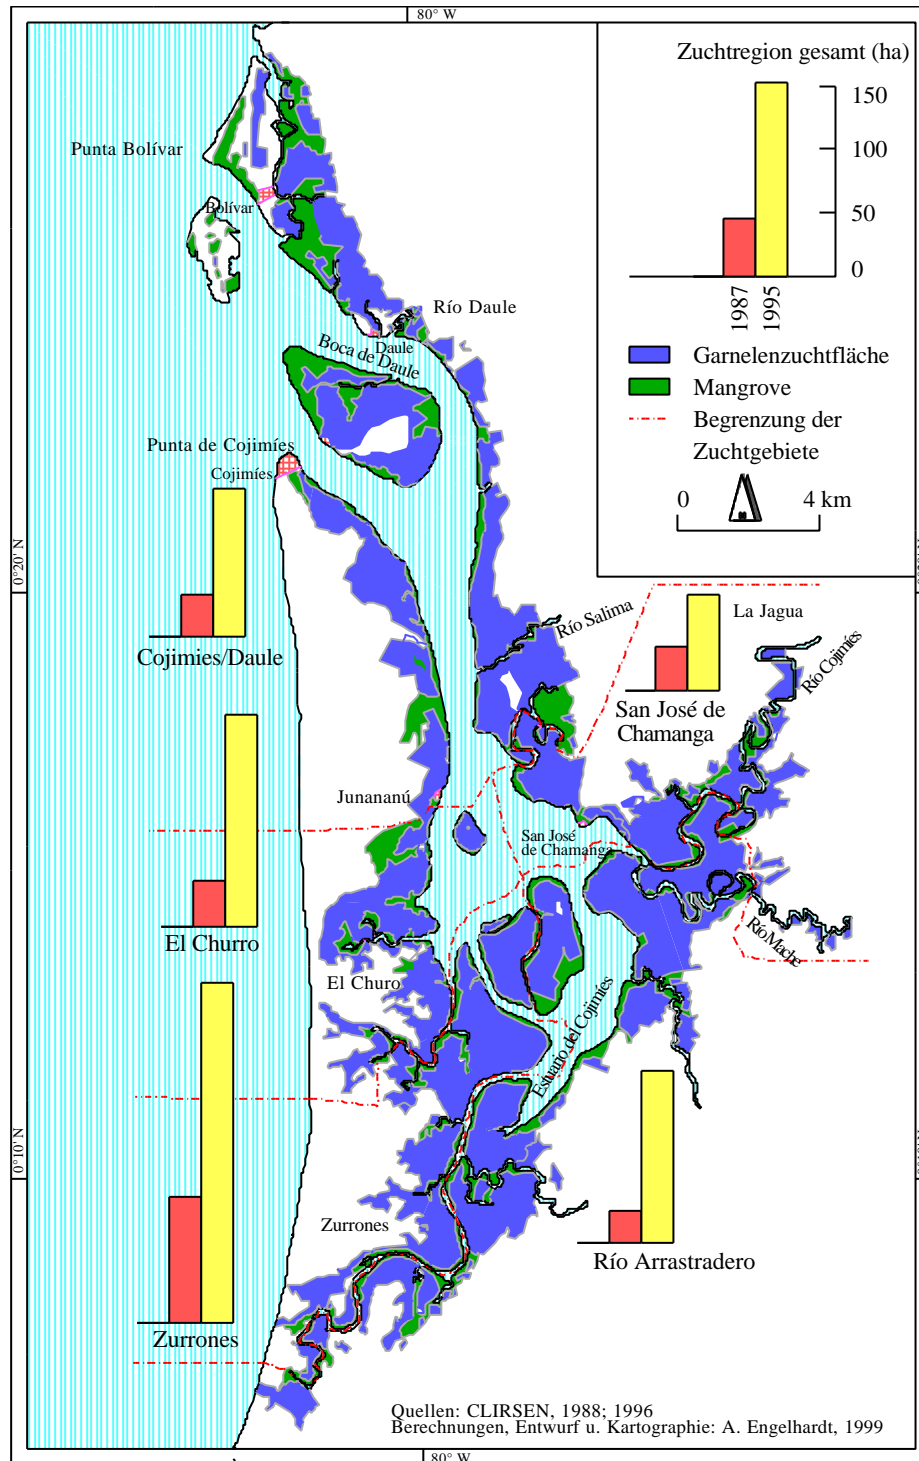 80° W
Zuchtregion gesamt (ha)
150
100
50
0
1987
1995
Garnelenzuchtfläche
Mangrove
Begrenzung der
Zuchtgebiete
0
4 km
Punta Bolívar
Bolívar
Río Daule
Daule
Boca de Daule
Punta de Cojimíes
Cojimíes
0°20' N
Cojimies/Daule
Río Salima
La Jagua
Río Cojimíes
San José de
Chamanga
Junananú
San José
de Chamanga
El Churro
El Churo
Río Mache
Estuario del Cojimíes
0°10' N
Zurrones
Río Arrastradero
Zurrones
Quellen: CLIRSEN, 1988; 1996
Berechnungen, Entwurf u. Kartographie: A. Engelhardt, 1999
80° W